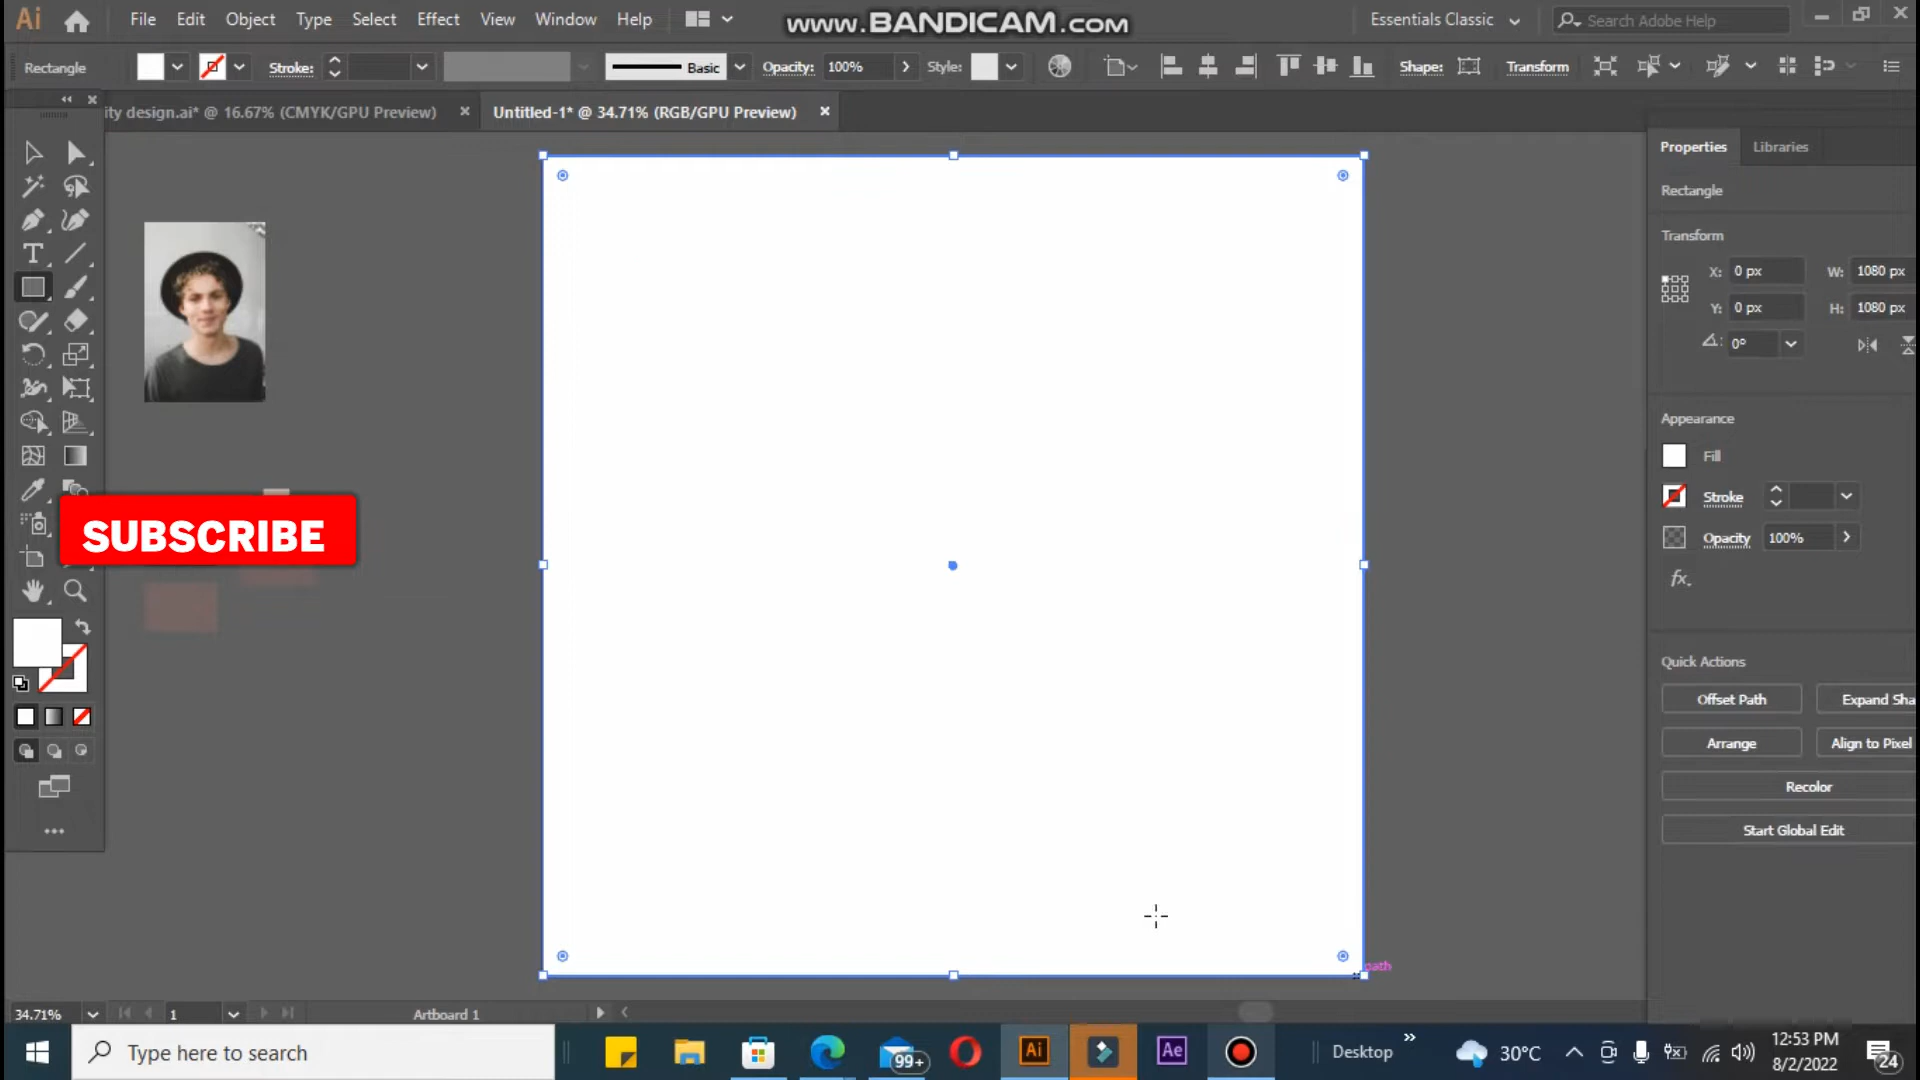 Ai File Edit Object Type Select Effect View Window Help www.BANDICAM.com Essentials Classic Search Adobe Help
Rectangle Stroke: Basic Opacity: 100% Style: Shape: Transform
ity design.ai* @ 16.67% (CMYK/GPU Preview) Untitled-1* @ 34.71% (RGB/GPU Preview)
Properties Libraries
Rectangle
Transform
X: 0 px W: 1080 px
Y: 0 px H: 1080 px
0°
Appearance
Fill
Stroke
Opacity 100%
fx.
SUBSCRIBE
Quick Actions
Offset Path Expand Sha
Arrange Align to Pixel
Recolor
Start Global Edit
path
34.71% 1 Artboard 1
Type here to search 99+ Ai Ae Desktop 30°C 12:53 PM
8/2/2022 24